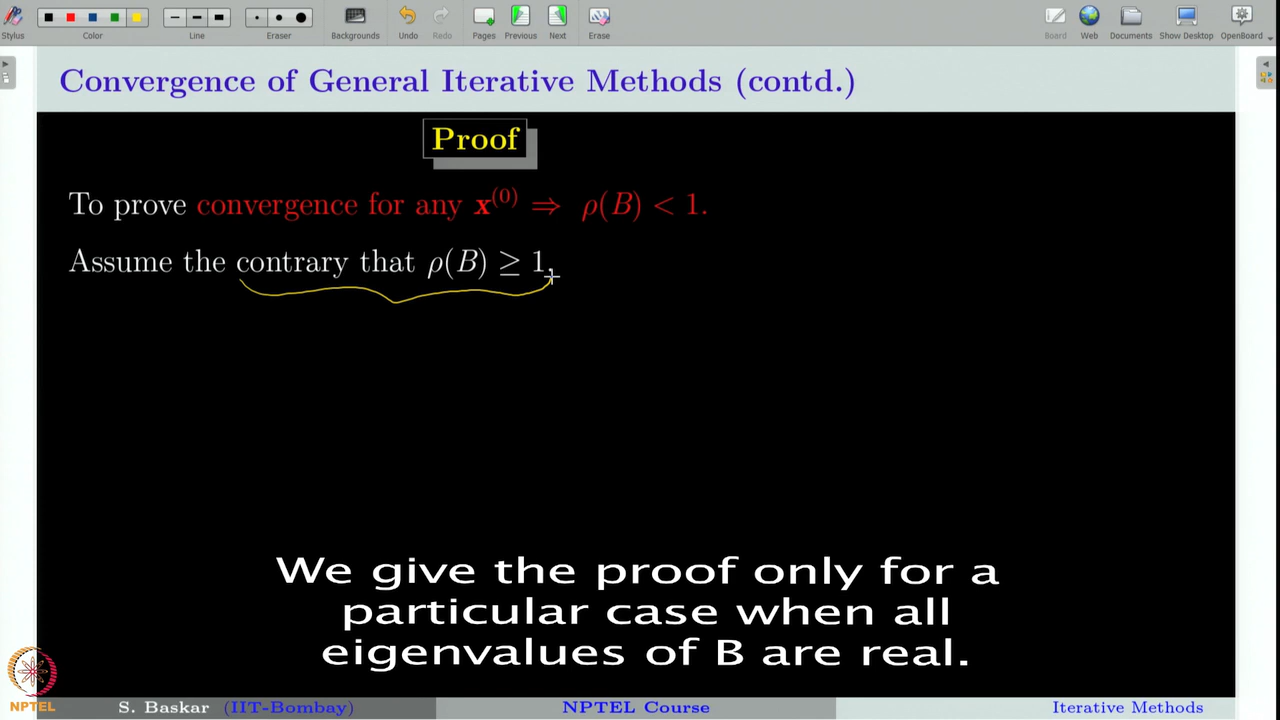 Stylus Color Line Eraser Backgrounds Undo Redo Pages Previous Next Erase Board Web Documents Show Desktop OpenBoard
Convergence of General Iterative Methods (contd.)
Proof
To prove convergence for any x⁽⁰⁾ ⇒ ρ(B) < 1.
Assume the contrary that ρ(B) ≥ 1,
We give the proof only for a
particular case when all
eigenvalues of B are real.
NPTEL
S. Baskar (IIT-Bombay) NPTEL Course Iterative Methods